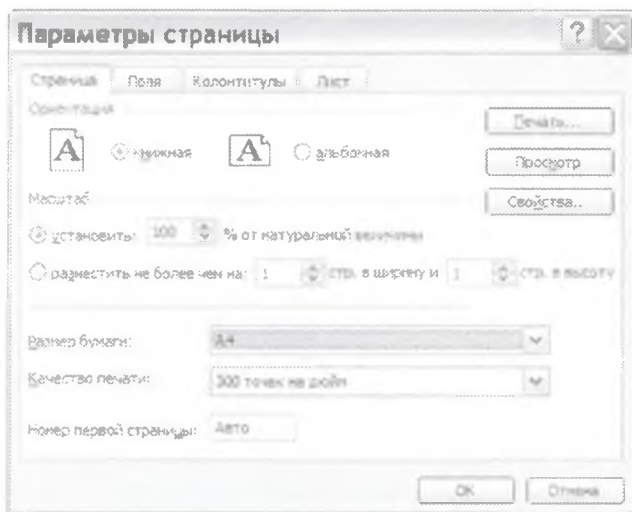 Параметры страницы
Страница Поля Колонтитулы Лист
Ориентация
Печать...
А книжная А альбомная
Просмотр
Масштаб
Свойства..
установить: 100 % от натуральной величины
разместить не более чем на: 1 стр. в ширину и 1 стр. в высоту
Размер бумаги: A4
Качество печати: 300 точек на дюйм
Номер первой страницы: Авто
ОК Отмена